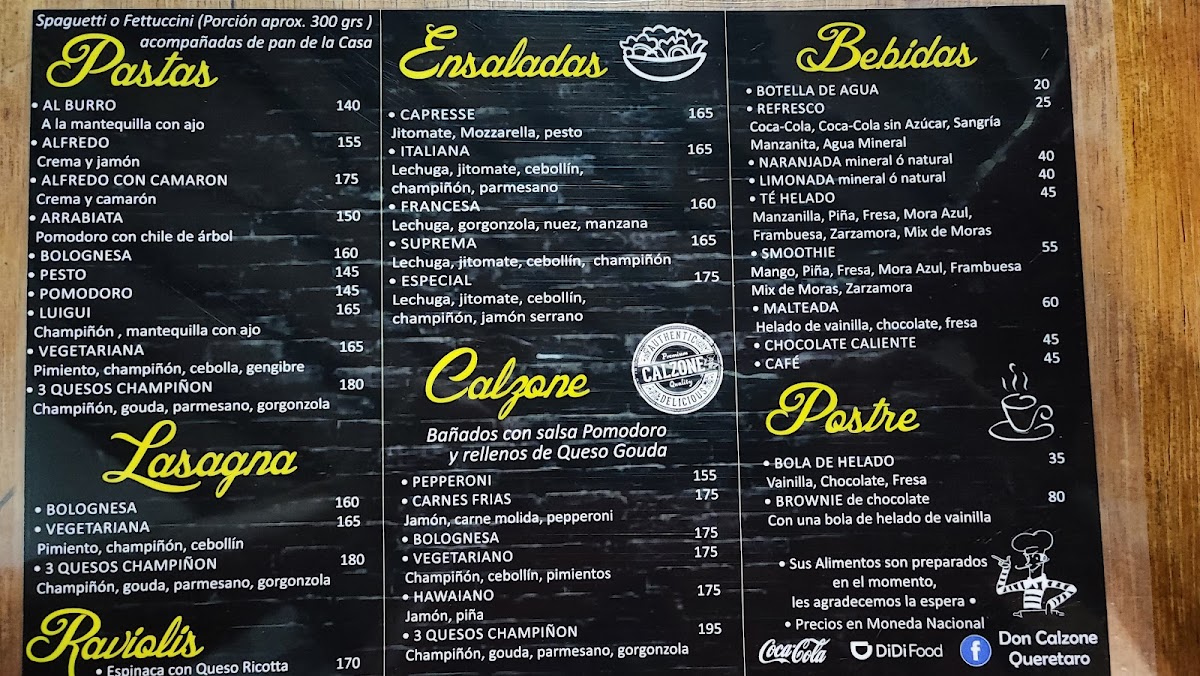 Spaguetti o Fettuccini (Porción aprox. 300 grs )
acompañadas de pan de la Casa
Pastas
• AL BURRO 140
A la mantequilla con ajo
• ALFREDO 155
Crema y jamón
• ALFREDO CON CAMARON 175
Crema y camarón
• ARRABIATA 150
Pomodoro con chile de árbol
• BOLOGNESA 160
• PESTO 145
• POMODORO 145
• LUIGUI 165
Champiñón , mantequilla con ajo
• VEGETARIANA 165
Pimiento, champiñón, cebolla, gengibre
• 3 QUESOS CHAMPIÑON 180
Champiñón, gouda, parmesano, gorgonzola
Lasagna
• BOLOGNESA 160
• VEGETARIANA 165
Pimiento, champiñón, cebollín
• 3 QUESOS CHAMPIÑON 180
Champiñón, gouda, parmesano, gorgonzola
Raviolis
• Espinaca con Queso Ricotta 170
Ensaladas
• CAPRESSE 165
Jitomate, Mozzarella, pesto
• ITALIANA 165
Lechuga, jitomate, cebollín,
champiñón, parmesano
• FRANCESA 160
Lechuga, gorgonzola, nuez, manzana
• SUPREMA 165
Lechuga, jitomate, cebollín, champiñón
• ESPECIAL 175
Lechuga, jitomate, cebollín,
champiñón, jamón serrano
AUTHENTIC
Premium
CALZONE
Quality
DELICIOUS
Calzone
Bañados con salsa Pomodoro
y rellenos de Queso Gouda
• PEPPERONI 155
• CARNES FRIAS 175
Jamón, carne molida, pepperoni
• BOLOGNESA 175
• VEGETARIANO 175
Champiñón, cebollín, pimientos
• HAWAIANO 175
Jamón, piña
• 3 QUESOS CHAMPIÑON 195
Champiñón, gouda, parmesano, gorgonzola
Bebidas
• BOTELLA DE AGUA 20
• REFRESCO 25
Coca-Cola, Coca-Cola sin Azúcar, Sangría
Manzanita, Agua Mineral
• NARANJADA mineral ó natural 40
• LIMONADA mineral ó natural 40
• TÉ HELADO 45
Manzanilla, Piña, Fresa, Mora Azul,
Frambuesa, Zarzamora, Mix de Moras
• SMOOTHIE 55
Mango, Piña, Fresa, Mora Azul, Frambuesa
Mix de Moras, Zarzamora
• MALTEADA 60
Helado de vainilla, chocolate, fresa
• CHOCOLATE CALIENTE 45
• CAFÉ 45
Postre
• BOLA DE HELADO 35
Vainilla, Chocolate, Fresa
• BROWNIE de chocolate 80
Con una bola de helado de vainilla
• Sus Alimentos son preparados
en el momento,
les agradecemos la espera •
• Precios en Moneda Nacional
Coca-Cola
DiDi Food
f
Don Calzone
Queretaro